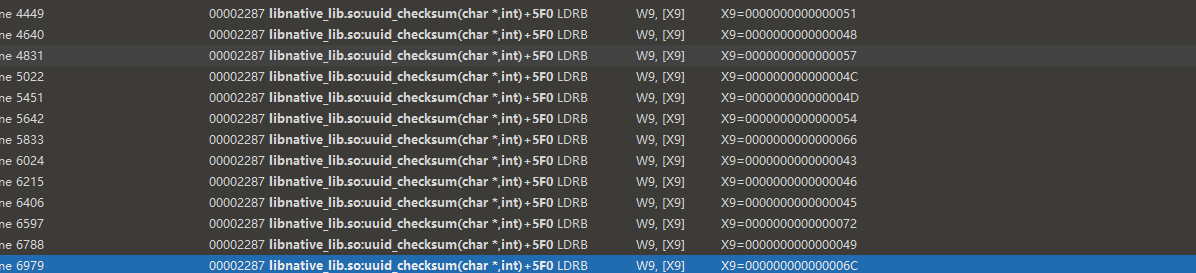 ne 4449 00002287 libnative_lib.so:uuid_checksum(char *,int)+5F0 LDRB W9, [X9] X9=0000000000000051
ne 4640 00002287 libnative_lib.so:uuid_checksum(char *,int)+5F0 LDRB W9, [X9] X9=0000000000000048
ne 4831 00002287 libnative_lib.so:uuid_checksum(char *,int)+5F0 LDRB W9, [X9] X9=0000000000000057
ne 5022 00002287 libnative_lib.so:uuid_checksum(char *,int)+5F0 LDRB W9, [X9] X9=000000000000004C
ne 5451 00002287 libnative_lib.so:uuid_checksum(char *,int)+5F0 LDRB W9, [X9] X9=000000000000004D
ne 5642 00002287 libnative_lib.so:uuid_checksum(char *,int)+5F0 LDRB W9, [X9] X9=0000000000000054
ne 5833 00002287 libnative_lib.so:uuid_checksum(char *,int)+5F0 LDRB W9, [X9] X9=0000000000000066
ne 6024 00002287 libnative_lib.so:uuid_checksum(char *,int)+5F0 LDRB W9, [X9] X9=0000000000000043
ne 6215 00002287 libnative_lib.so:uuid_checksum(char *,int)+5F0 LDRB W9, [X9] X9=0000000000000046
ne 6406 00002287 libnative_lib.so:uuid_checksum(char *,int)+5F0 LDRB W9, [X9] X9=0000000000000045
ne 6597 00002287 libnative_lib.so:uuid_checksum(char *,int)+5F0 LDRB W9, [X9] X9=0000000000000072
ne 6788 00002287 libnative_lib.so:uuid_checksum(char *,int)+5F0 LDRB W9, [X9] X9=0000000000000049
ne 6979 00002287 libnative_lib.so:uuid_checksum(char *,int)+5F0 LDRB W9, [X9] X9=000000000000006C